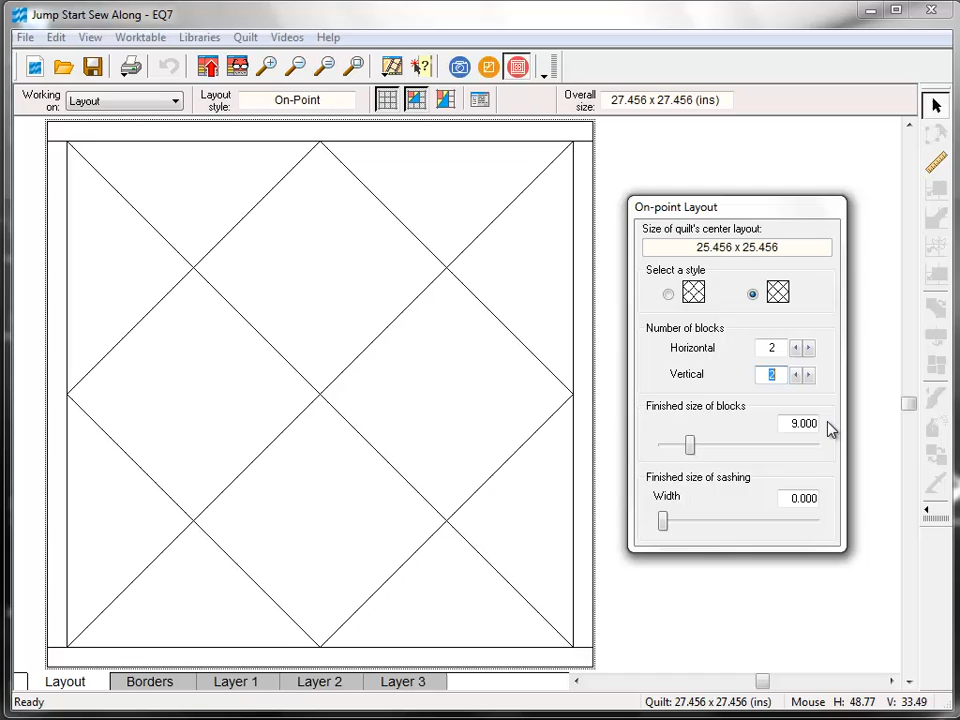 Jump Start Sew Along - EQ7
File Edit View Worktable Libraries Quilt Videos Help
Working on: Layout Layout style: On-Point Overall size: 27.456 x 27.456 (ins)
On-point Layout
Size of quilt's center layout:
25.456 x 25.456
Select a style
Number of blocks
Horizontal 2
Vertical 2
Finished size of blocks
9.000
Finished size of sashing
Width 0.000
Layout Borders Layer 1 Layer 2 Layer 3
Ready Quilt: 27.456 x 27.456 (ins) Mouse H: 48.77 V: 33.49